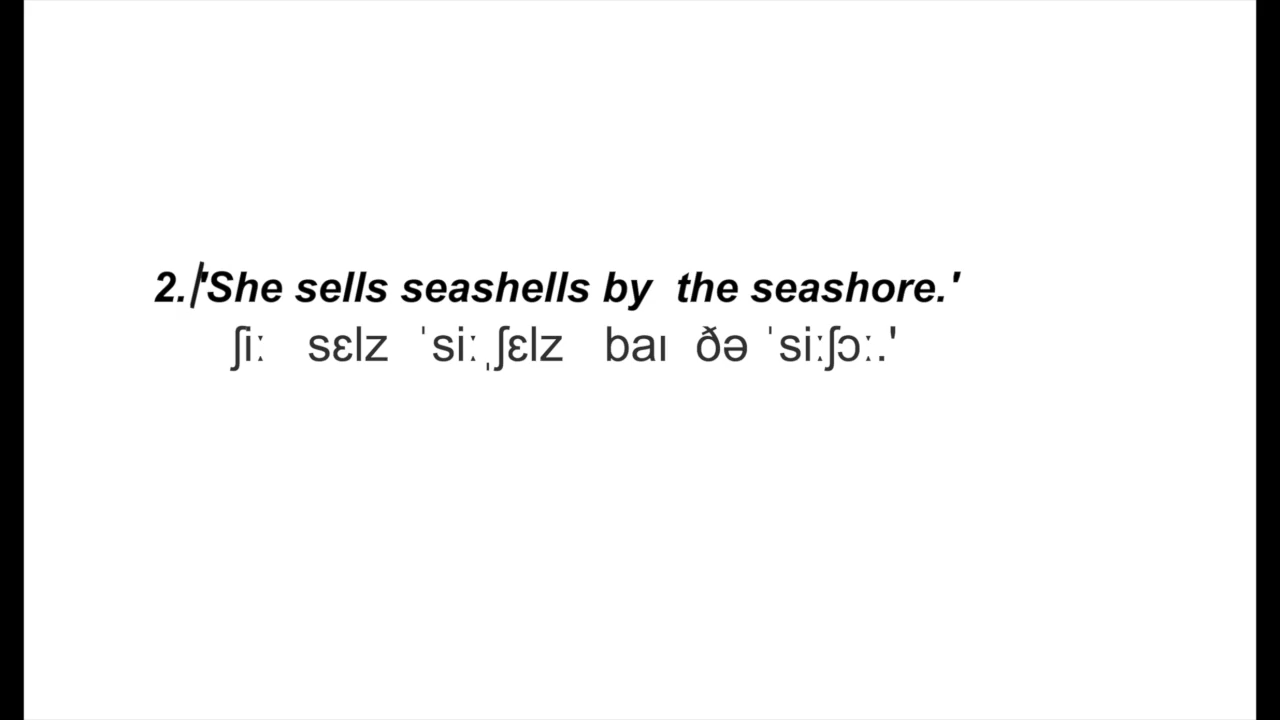 2. 'She sells seashells by the seashore.'
ʃiː sɛlz ˈsiːˌʃɛlz baɪ ðə ˈsiːʃɔː.'